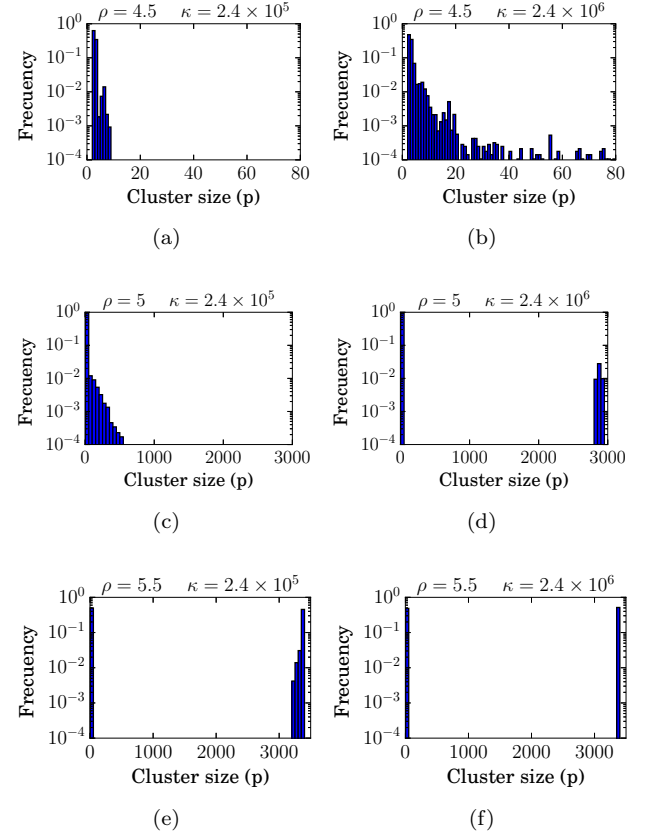 ρ = 4.5 κ = 2.4 × 10^5
ρ = 4.5 κ = 2.4 × 10^6
10^0
10^-1
10^-2
10^-3
10^-4
Frecuency
0 20 40 60 80
Cluster size (p)
10^0
10^-1
10^-2
10^-3
10^-4
Frecuency
0 20 40 60 80
Cluster size (p)
(a)
(b)
ρ = 5 κ = 2.4 × 10^5
ρ = 5 κ = 2.4 × 10^6
10^0
10^-1
10^-2
10^-3
10^-4
Frecuency
0 1000 2000 3000
Cluster size (p)
10^0
10^-1
10^-2
10^-3
10^-4
Frecuency
0 1000 2000 3000
Cluster size (p)
(c)
(d)
ρ = 5.5 κ = 2.4 × 10^5
ρ = 5.5 κ = 2.4 × 10^6
10^0
10^-1
10^-2
10^-3
10^-4
Frecuency
0 1000 2000 3000
Cluster size (p)
10^0
10^-1
10^-2
10^-3
10^-4
Frecuency
0 1000 2000 3000
Cluster size (p)
(e)
(f)